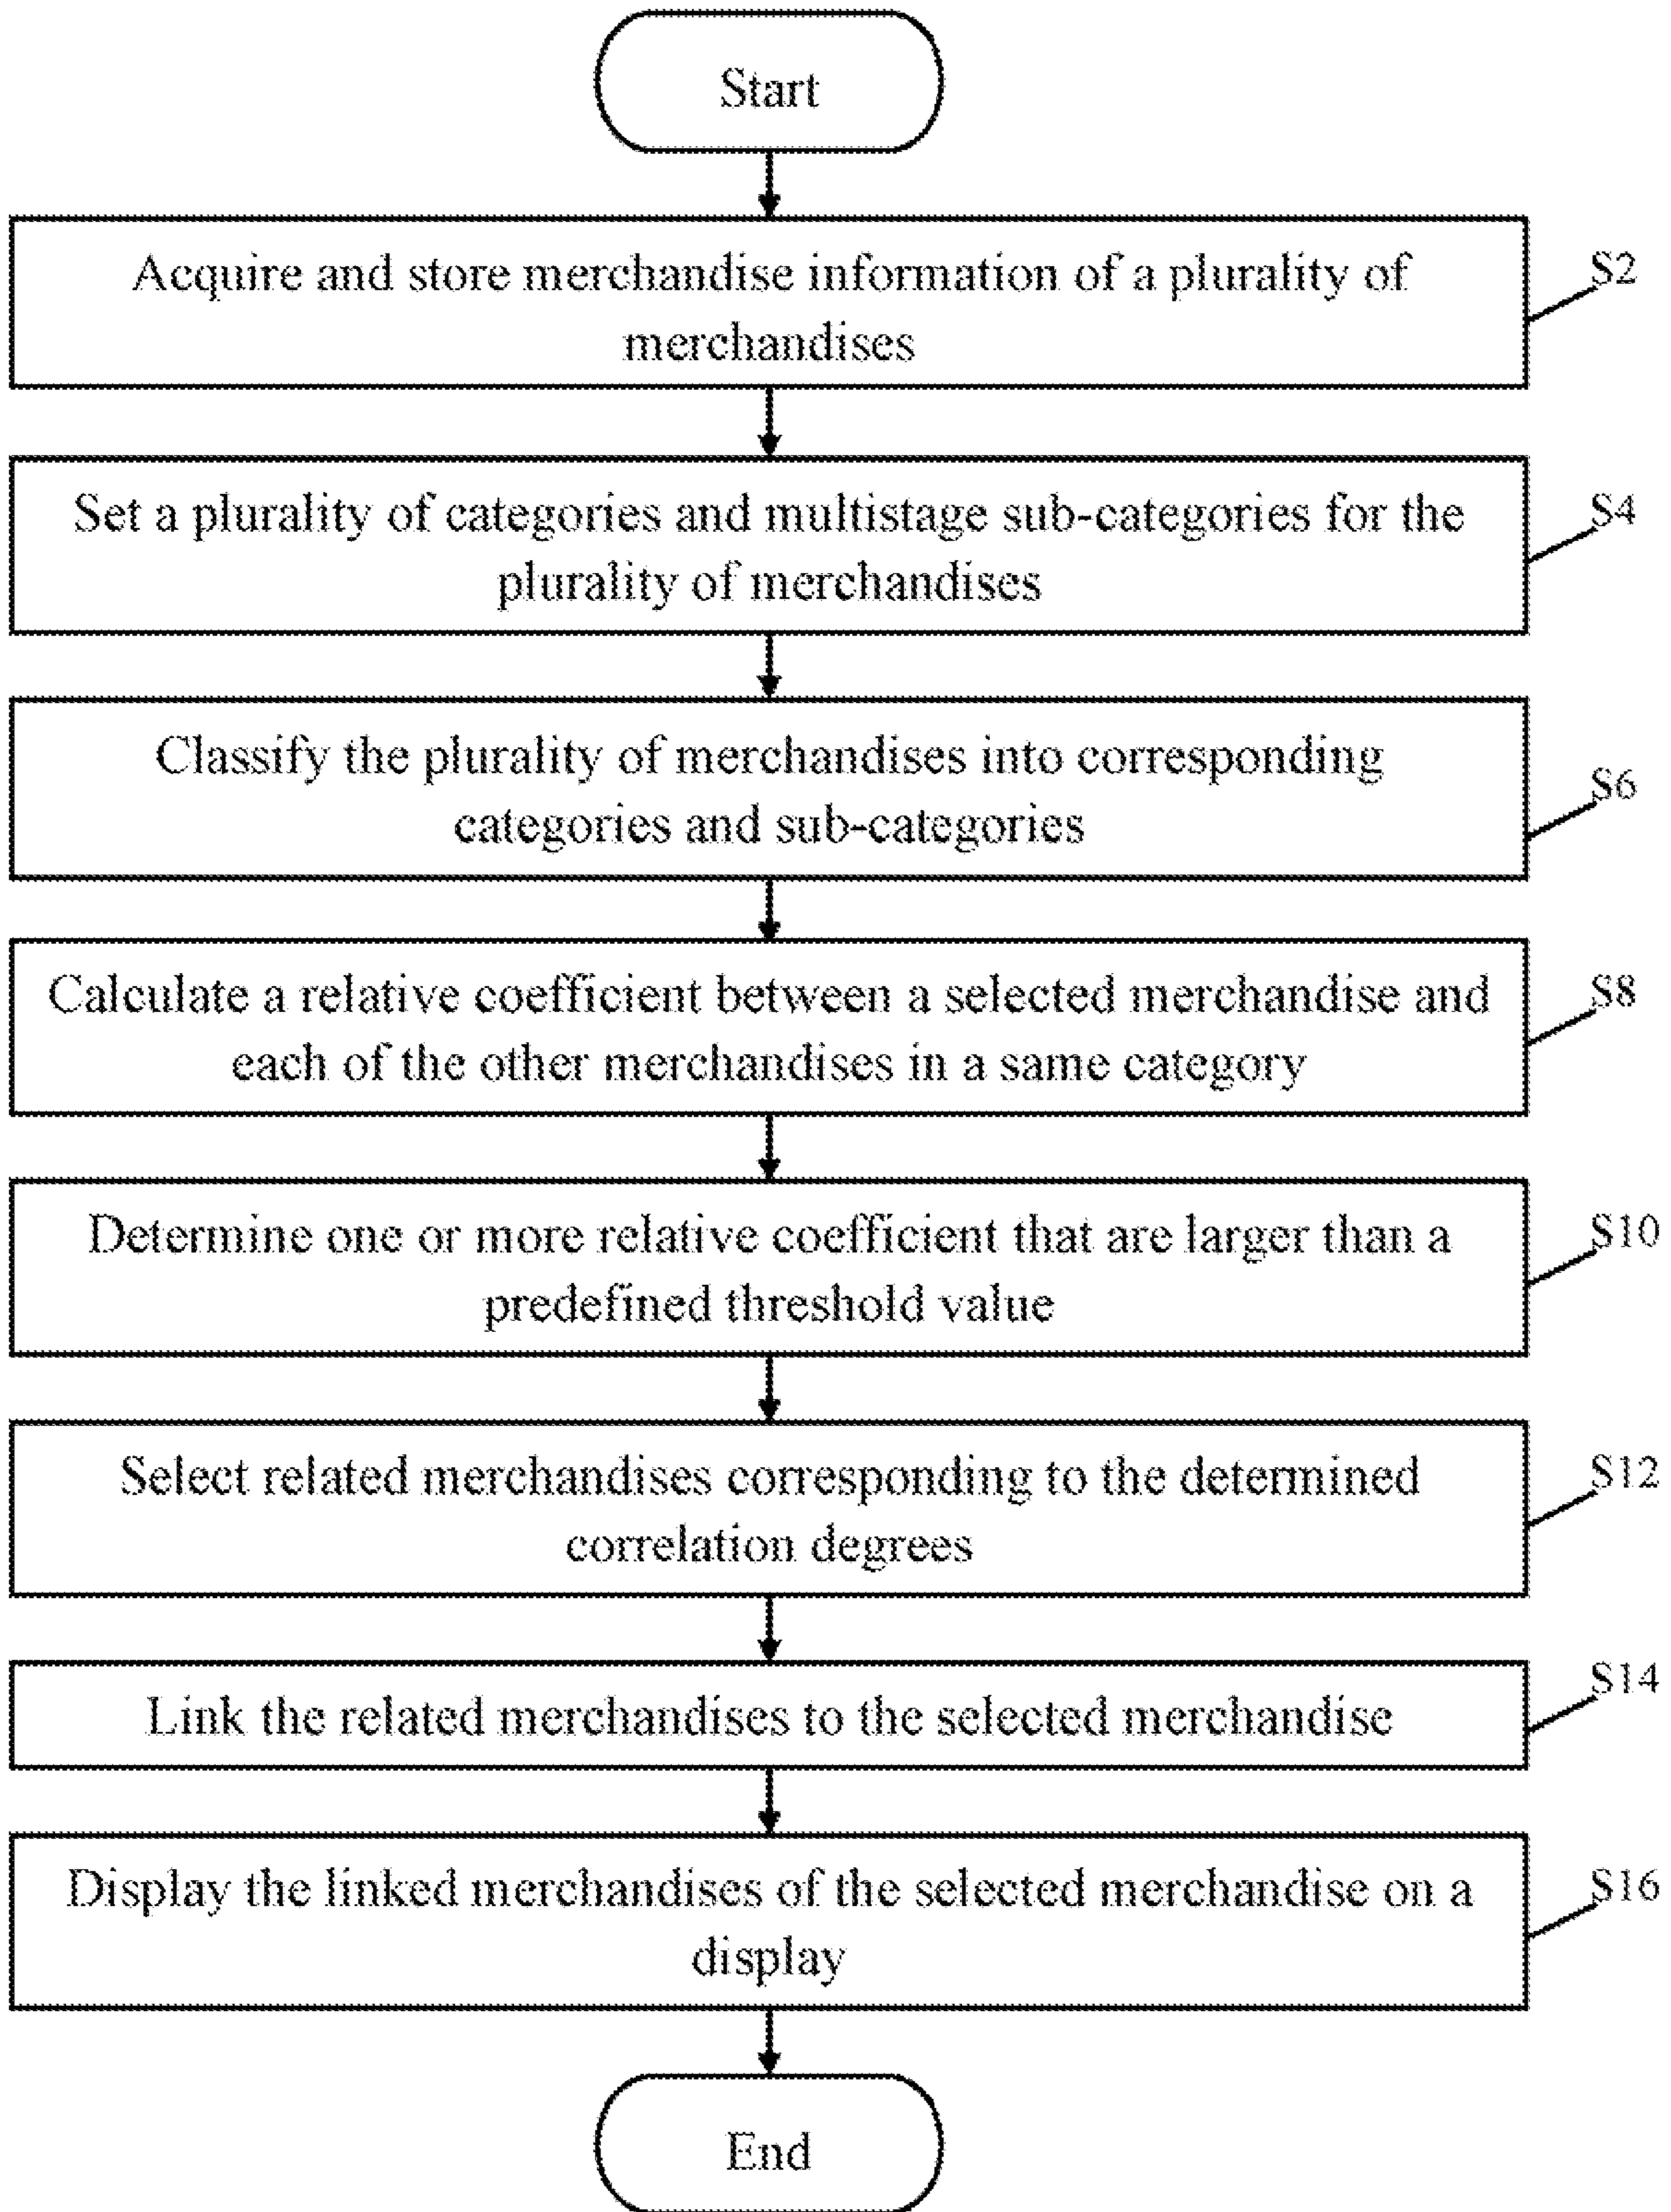 Start
Acquire and store merchandise information of a plurality of
merchandises
S2
Set a plurality of categories and multistage sub-categories for the
plurality of merchandises
S4
Classify the plurality of merchandises into corresponding
categories and sub-categories
S6
Calculate a relative coefficient between a selected merchandise and
each of the other merchandises in a same category
S8
Determine one or more relative coefficient that are larger than a
predefined threshold value
S10
Select related merchandises corresponding to the determined
correlation degrees
S12
Link the related merchandises to the selected merchandise
S14
Display the linked merchandises of the selected merchandise on a
display
S16
End